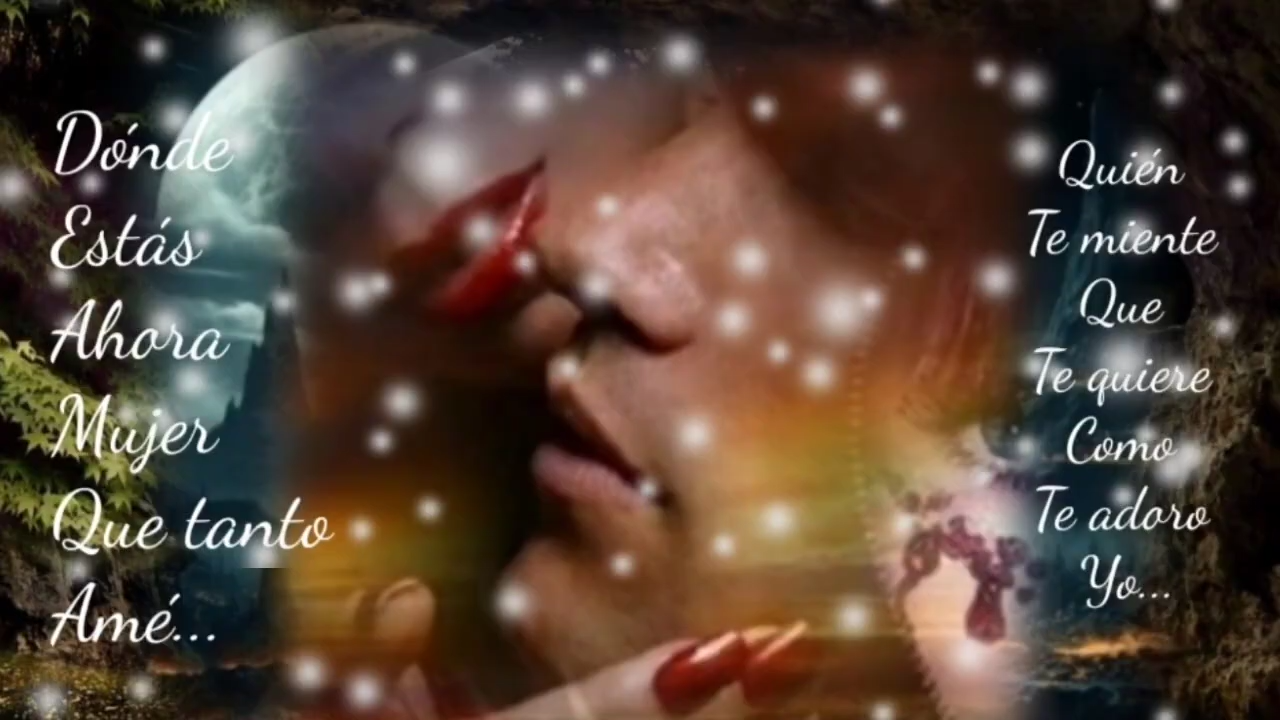 Dónde
Estás
Ahora
Mujer
Que tanto
Amé...
Quién
Te miente
Que
Te quiere
Como
Te adoro
Yo...